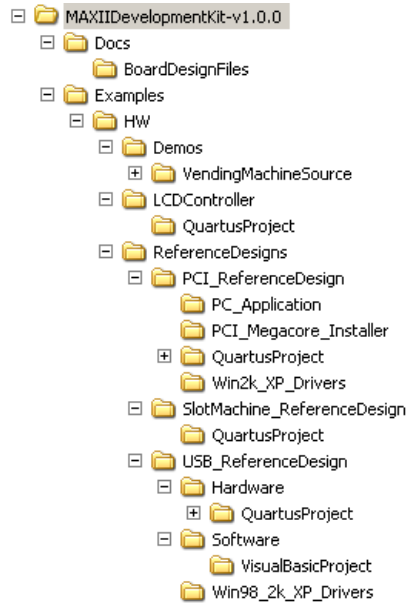 MAXIIDevelopmentKit-v1.0.0
Docs
BoardDesignFiles
Examples
HW
Demos
VendingMachineSource
LCDController
QuartusProject
ReferenceDesigns
PCI_ReferenceDesign
PC_Application
PCI_Megacore_Installer
QuartusProject
Win2k_XP_Drivers
SlotMachine_ReferenceDesign
QuartusProject
USB_ReferenceDesign
Hardware
QuartusProject
Software
VisualBasicProject
Win98_2k_XP_Drivers